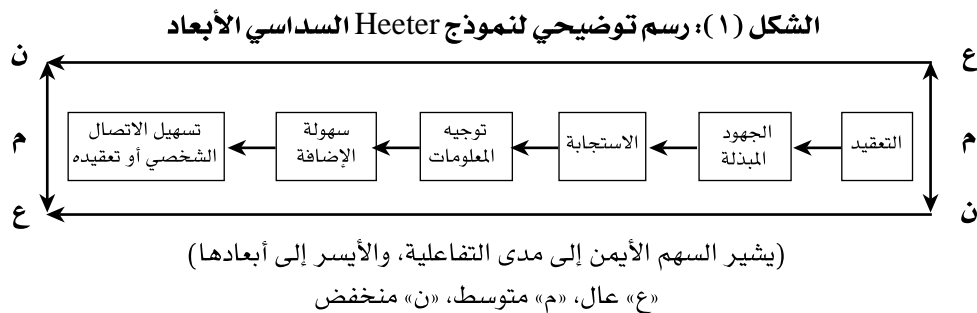 الشكل (١): رسم توضيحي لنموذج Heeter السداسي الأبعاد
ع
ن
التعقيد
الجهود
المبذلة
الاستجابة
توجيه
المعلومات
سهولة
الإضافة
تسهيل الاتصال
الشخصي أو تعقيده
م
م
ن
ع
(يشير السهم الأيمن إلى مدى التفاعلية، والأيسر إلى أبعادها)
«ع» عال، «م» متوسط، «ن» منخفض